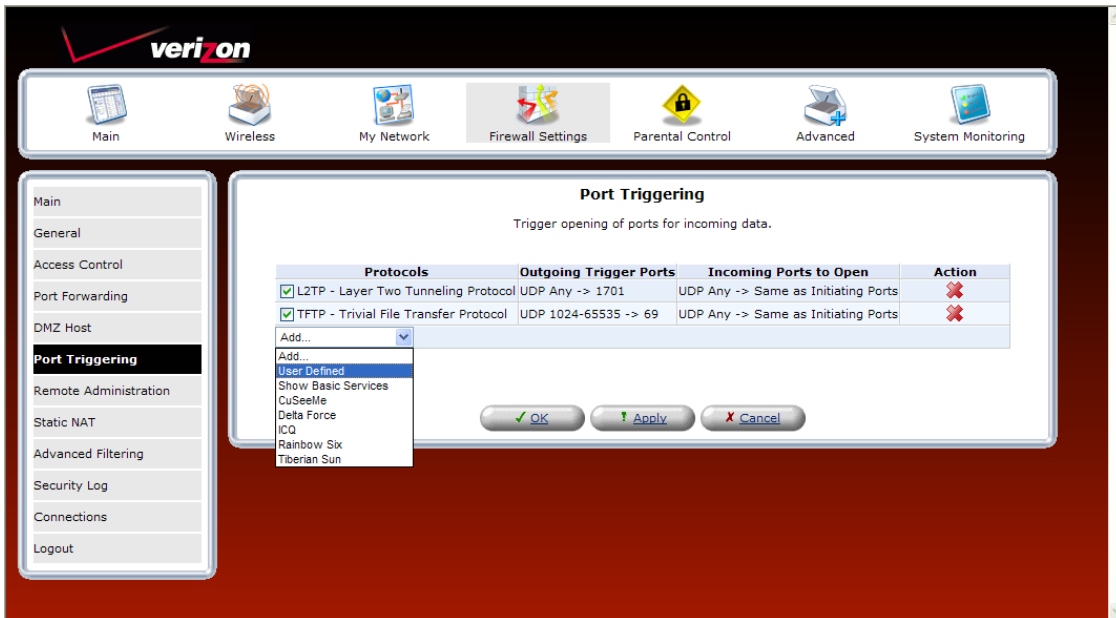 verizon
Main
Wireless
My Network
Firewall Settings
Parental Control
Advanced
System Monitoring
Main
General
Access Control
Port Forwarding
DMZ Host
Port Triggering
Remote Administration
Static NAT
Advanced Filtering
Security Log
Connections
Logout
Port Triggering
Trigger opening of ports for incoming data.
Protocols Outgoing Trigger Ports Incoming Ports to Open Action
L2TP - Layer Two Tunneling Protocol UDP Any -> 1701 UDP Any -> Same as Initiating Ports
TFTP - Trivial File Transfer Protocol UDP 1024-65535 -> 69 UDP Any -> Same as Initiating Ports
Add...
Add...
User Defined
Show Basic Services
CuSeeMe
Delta Force
ICQ
Rainbow Six
Tiberian Sun
OK
Apply
Cancel